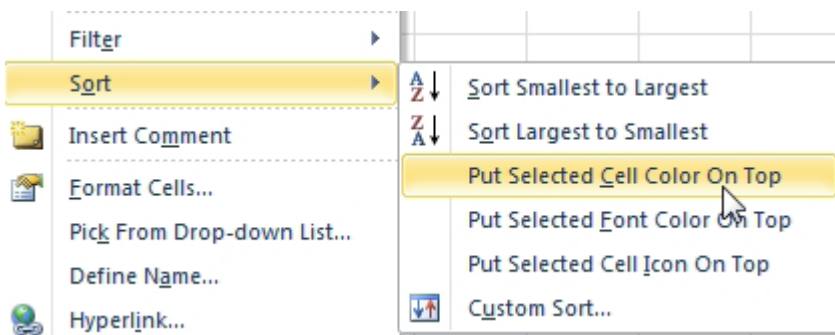 Filter
Sort
Insert Comment
Format Cells...
Pick From Drop-down List...
Define Name...
Hyperlink...
Sort Smallest to Largest
Sort Largest to Smallest
Put Selected Cell Color On Top
Put Selected Font Color On Top
Put Selected Cell Icon On Top
Custom Sort...